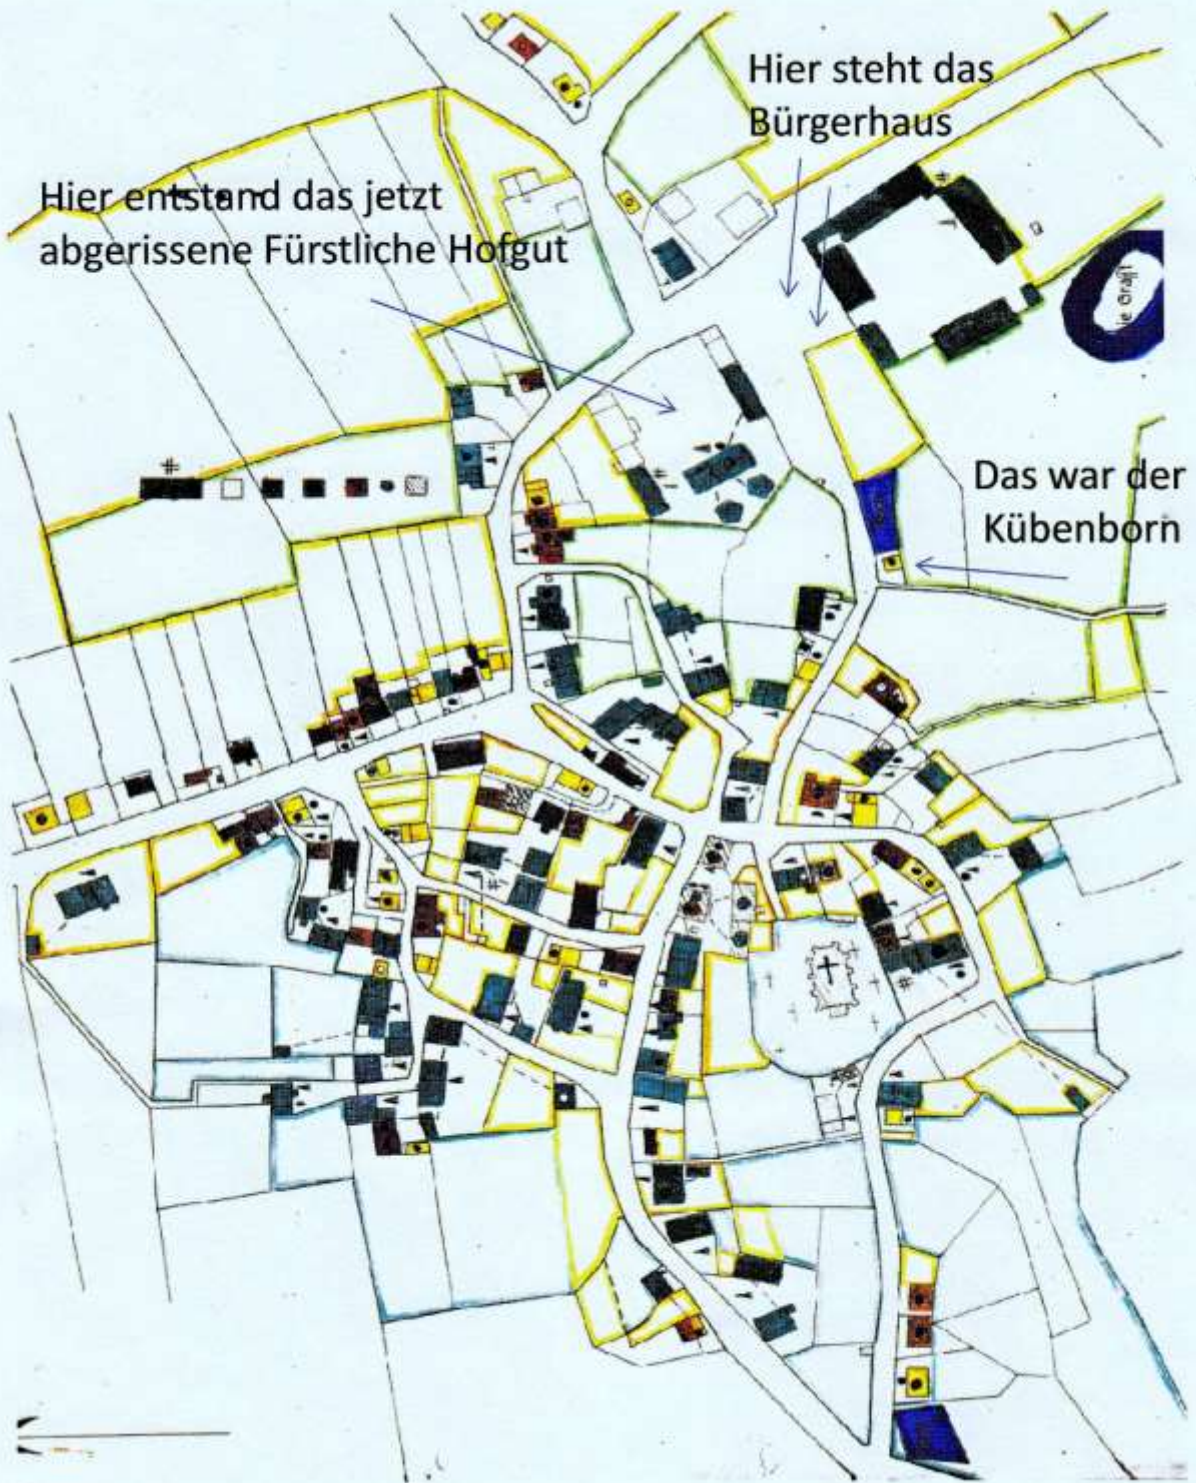 Hier steht das
Bürgerhaus
Hier entstand das jetzt
abgerissene Fürstliche Hofgut
Das war der
Kübenborn